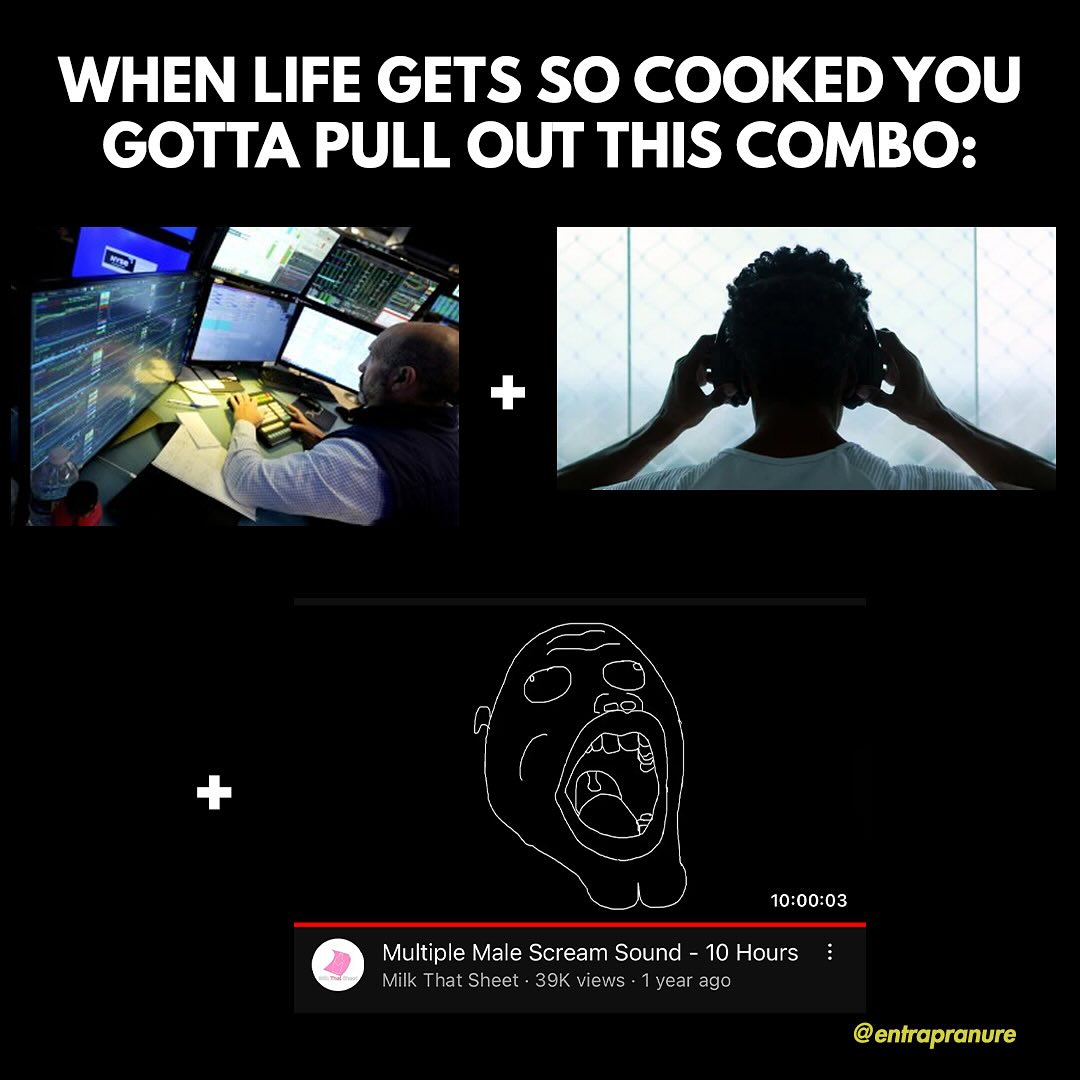 WHEN LIFE GETS SO COOKED YOU
GOTTA PULL OUT THIS COMBO:
NYSE
+
+
10:00:03
Multiple Male Scream Sound - 10 Hours
Milk That Sheet · 39K views · 1 year ago
@entrapranure